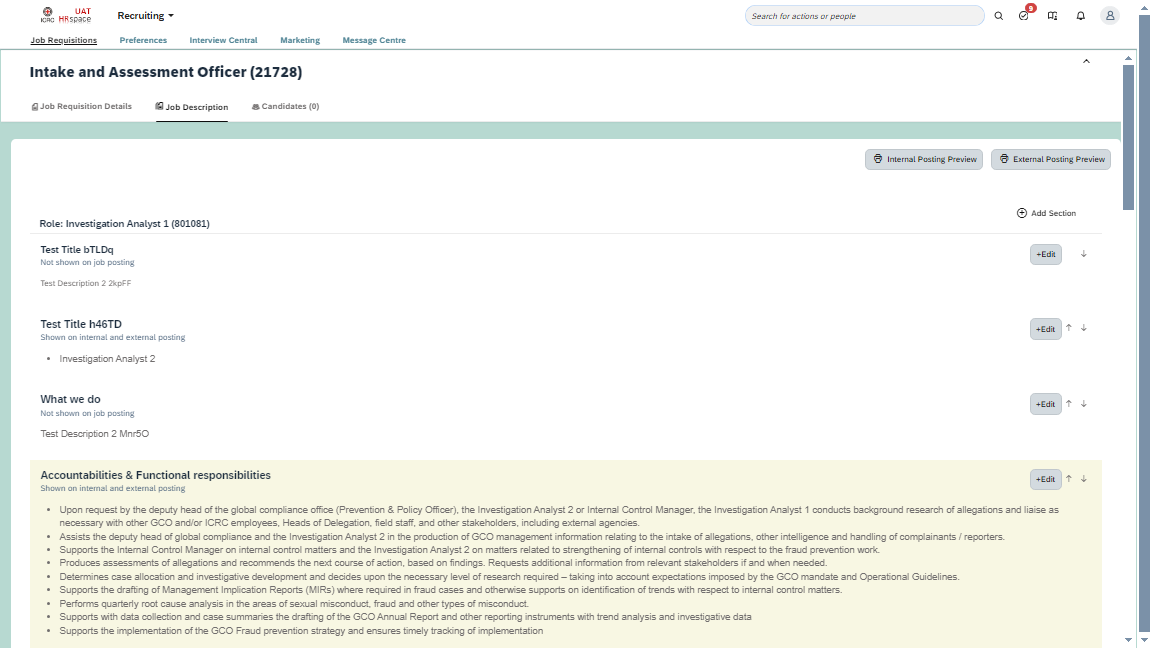 ICRC
UAT
HRspace
Recruiting
Search for actions or people
9
Job Requisitions
Preferences
Interview Central
Marketing
Message Centre
Intake and Assessment Officer (21728)
Job Requisition Details
Job Description
Candidates (0)
Internal Posting Preview
External Posting Preview
Add Section
Role: Investigation Analyst 1 (801081)
Test Title bTLDq
Not shown on job posting
+Edit
Test Description 2 2kpFF
Test Title h46TD
Shown on internal and external posting
+Edit
• Investigation Analyst 2
What we do
Not shown on job posting
+Edit
Test Description 2 Mnr5O
Accountabilities & Functional responsibilities
Shown on internal and external posting
+Edit
• Upon request by the deputy head of the global compliance office (Prevention & Policy Officer), the Investigation Analyst 2 or Internal Control Manager, the Investigation Analyst 1 conducts background research of allegations and liaise as
necessary with other GCO and/or ICRC employees, Heads of Delegation, field staff, and other stakeholders, including external agencies.
• Assists the deputy head of global compliance and the Investigation Analyst 2 in the production of GCO management information relating to the intake of allegations, other intelligence and handling of complainants / reporters.
• Supports the Internal Control Manager on internal control matters and the Investigation Analyst 2 on matters related to strengthening of internal controls with respect to the fraud prevention work.
• Produces assessments of allegations and recommends the next course of action, based on findings. Requests additional information from relevant stakeholders if and when needed.
• Determines case allocation and investigative development and decides upon the necessary level of research required – taking into account expectations imposed by the GCO mandate and Operational Guidelines.
• Supports the drafting of Management Implication Reports (MIRs) where required in fraud cases and otherwise supports on identification of trends with respect to internal control matters.
• Performs quarterly root cause analysis in the areas of sexual misconduct, fraud and other types of misconduct.
• Supports with data collection and case summaries the drafting of the GCO Annual Report and other reporting instruments with trend analysis and investigative data
• Supports the implementation of the GCO Fraud prevention strategy and ensures timely tracking of implementation